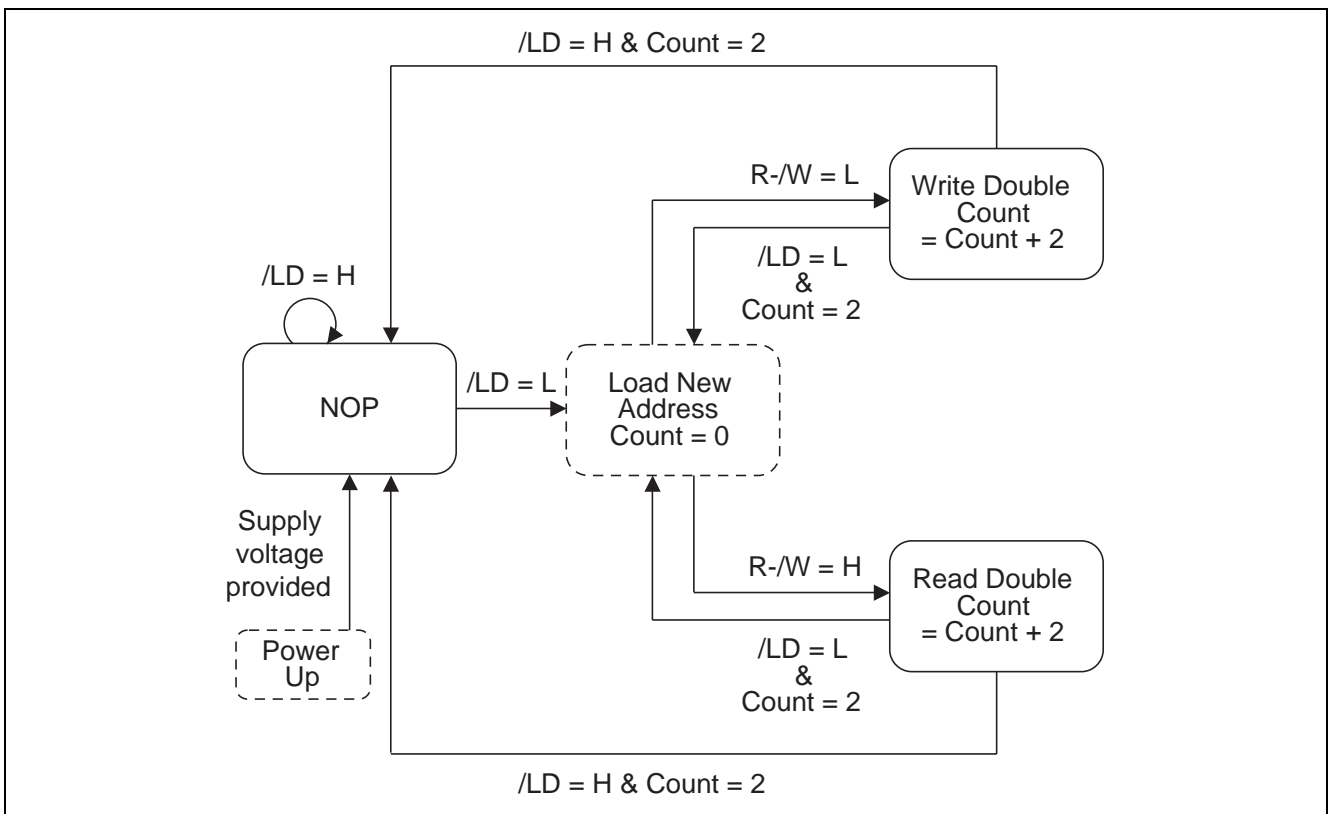 /LD = H & Count = 2
R-/W = L
Write Double
Count
= Count + 2
/LD = L
&
Count = 2
/LD = H
NOP
/LD = L
Load New
Address
Count = 0
Supply
voltage
provided
Power
Up
R-/W = H
Read Double
Count
= Count + 2
/LD = L
&
Count = 2
/LD = H & Count = 2